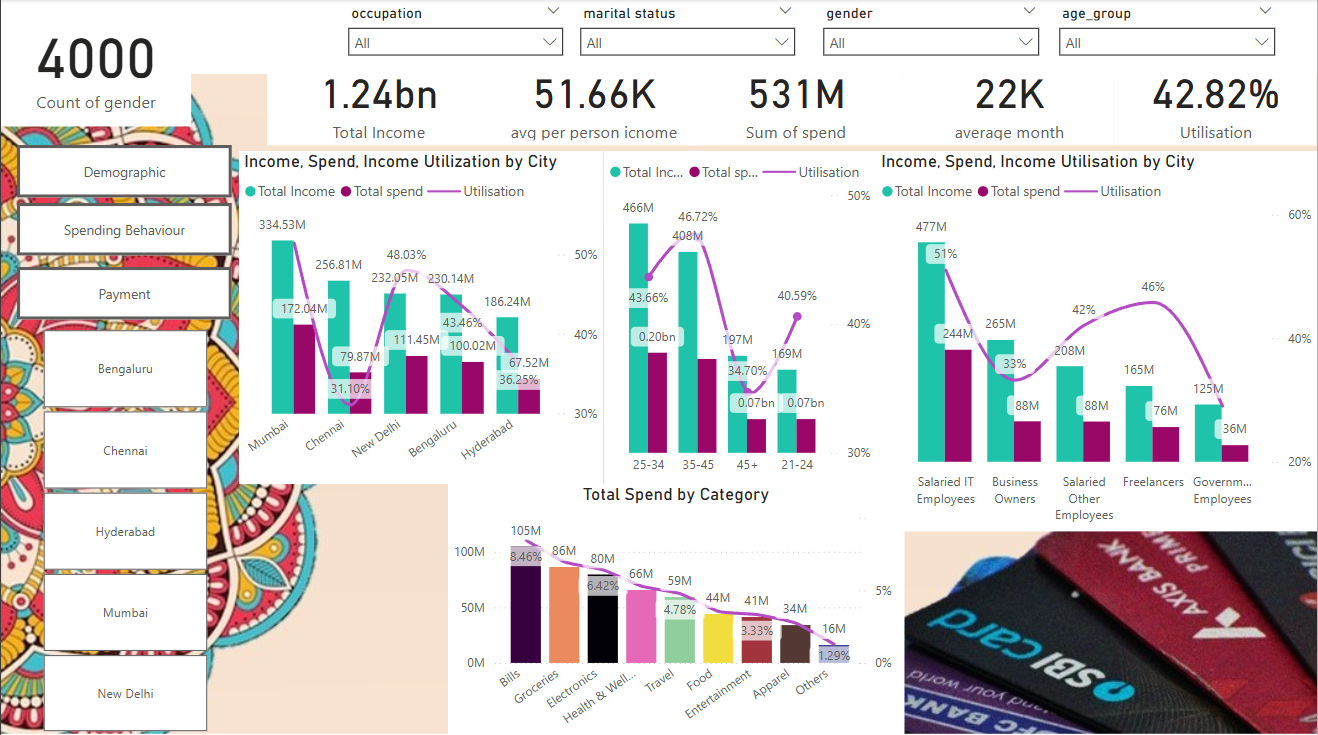 occupation
All
marital status
All
gender
All
age_group
All
4000
Count of gender
1.24bn
Total Income
51.66K
avg per person icnome
531M
Sum of spend
22K
average month
42.82%
Utilisation
Demographic
Spending Behaviour
Payment
Bengaluru
Chennai
Hyderabad
Mumbai
New Delhi
Income, Spend, Income Utilization by City
Total Income Total spend Utilisation
334.53M
256.81M
48.03%
232.05M
230.14M
186.24M
172.04M
79.87M
31.10%
111.45M
43.46%
100.02M
67.52M
36.25%
50%
40%
30%
Mumbai
Chennai
New Delhi
Bengaluru
Hyderabad
Total Inc... Total sp... Utilisation
466M
46.72%
408M
43.66%
0.20bn
197M
34.70%
0.07bn
40.59%
169M
0.07bn
50%
40%
30%
25-34
35-45
45+
21-24
Income, Spend, Income Utilisation by City
Total Income Total spend Utilisation
477M
51%
244M
265M
33%
88M
42%
208M
88M
46%
165M
76M
125M
36M
60%
40%
20%
Salaried IT
Employees
Business
Owners
Salaried
Other
Employees
Freelancers
Governm...
Employees
Total Spend by Category
105M
8.46%
86M
80M
6.42%
66M
59M
4.78%
44M
41M
3.33%
34M
16M
1.29%
100M
50M
0M
5%
0%
Bills
Groceries
Electronics
Health & Well...
Travel
Food
Entertainment
Apparel
Others
AXIS BANK
PRIME
SBI card
and your world
FC BANK